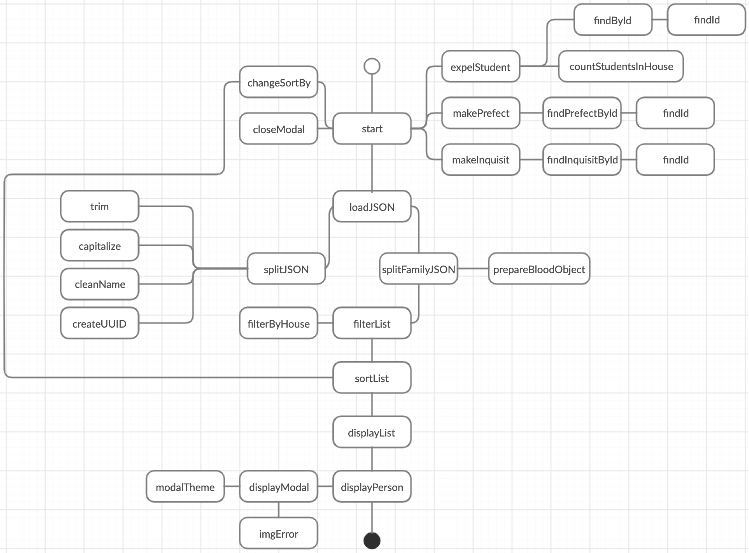 findById
findId
expelStudent
countStudentsInHouse
changeSortBy
makePrefect
findPrefectById
findId
closeModal
start
makeInquisit
findInquisitById
findId
trim
loadJSON
capitalize
splitJSON
splitFamilyJSON
prepareBloodObject
cleanName
createUUID
filterByHouse
filterList
sortList
displayList
modalTheme
displayModal
displayPerson
imgError